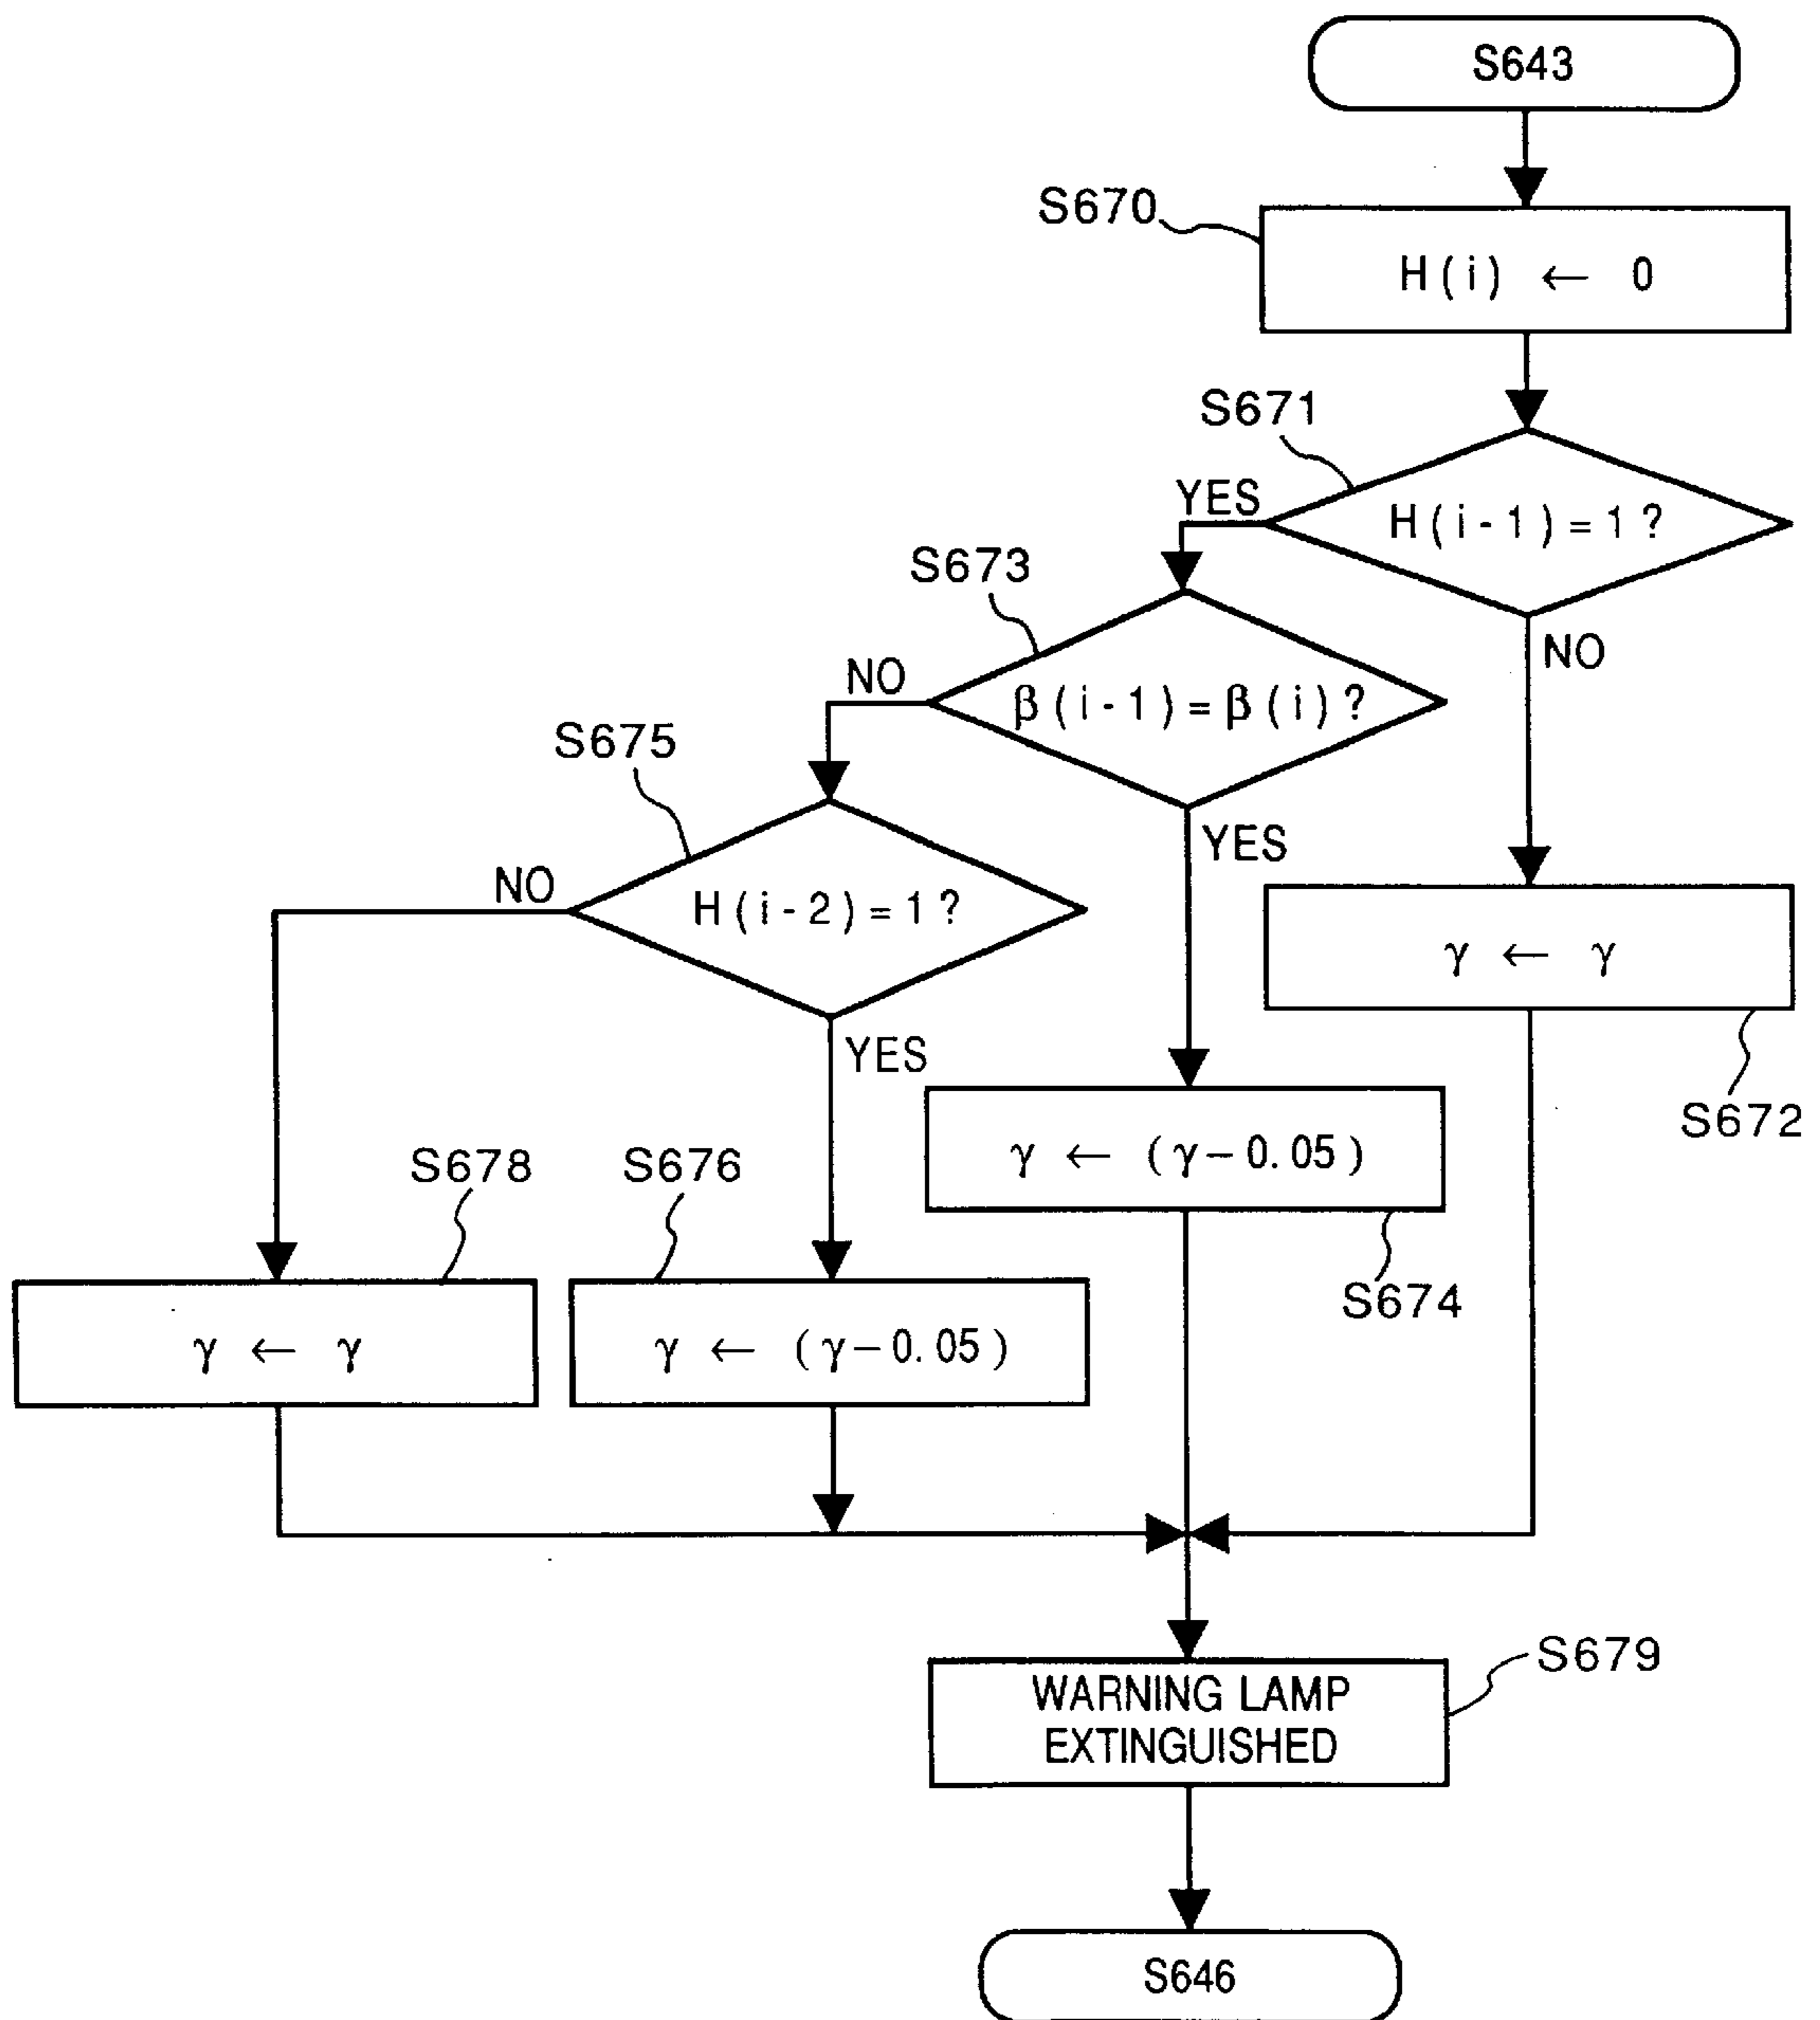 S643
S670
H(i) ← 0
S671
YES
H(i-1)=1?
S673
NO
NO
β(i-1)=β(i)?
S675
YES
NO
H(i-2)=1?
γ ← γ
YES
S672
S678
S676
γ ← (γ-0.05)
S674
γ ← γ
γ ← (γ-0.05)
S679
WARNING LAMP
EXTINGUISHED
S646